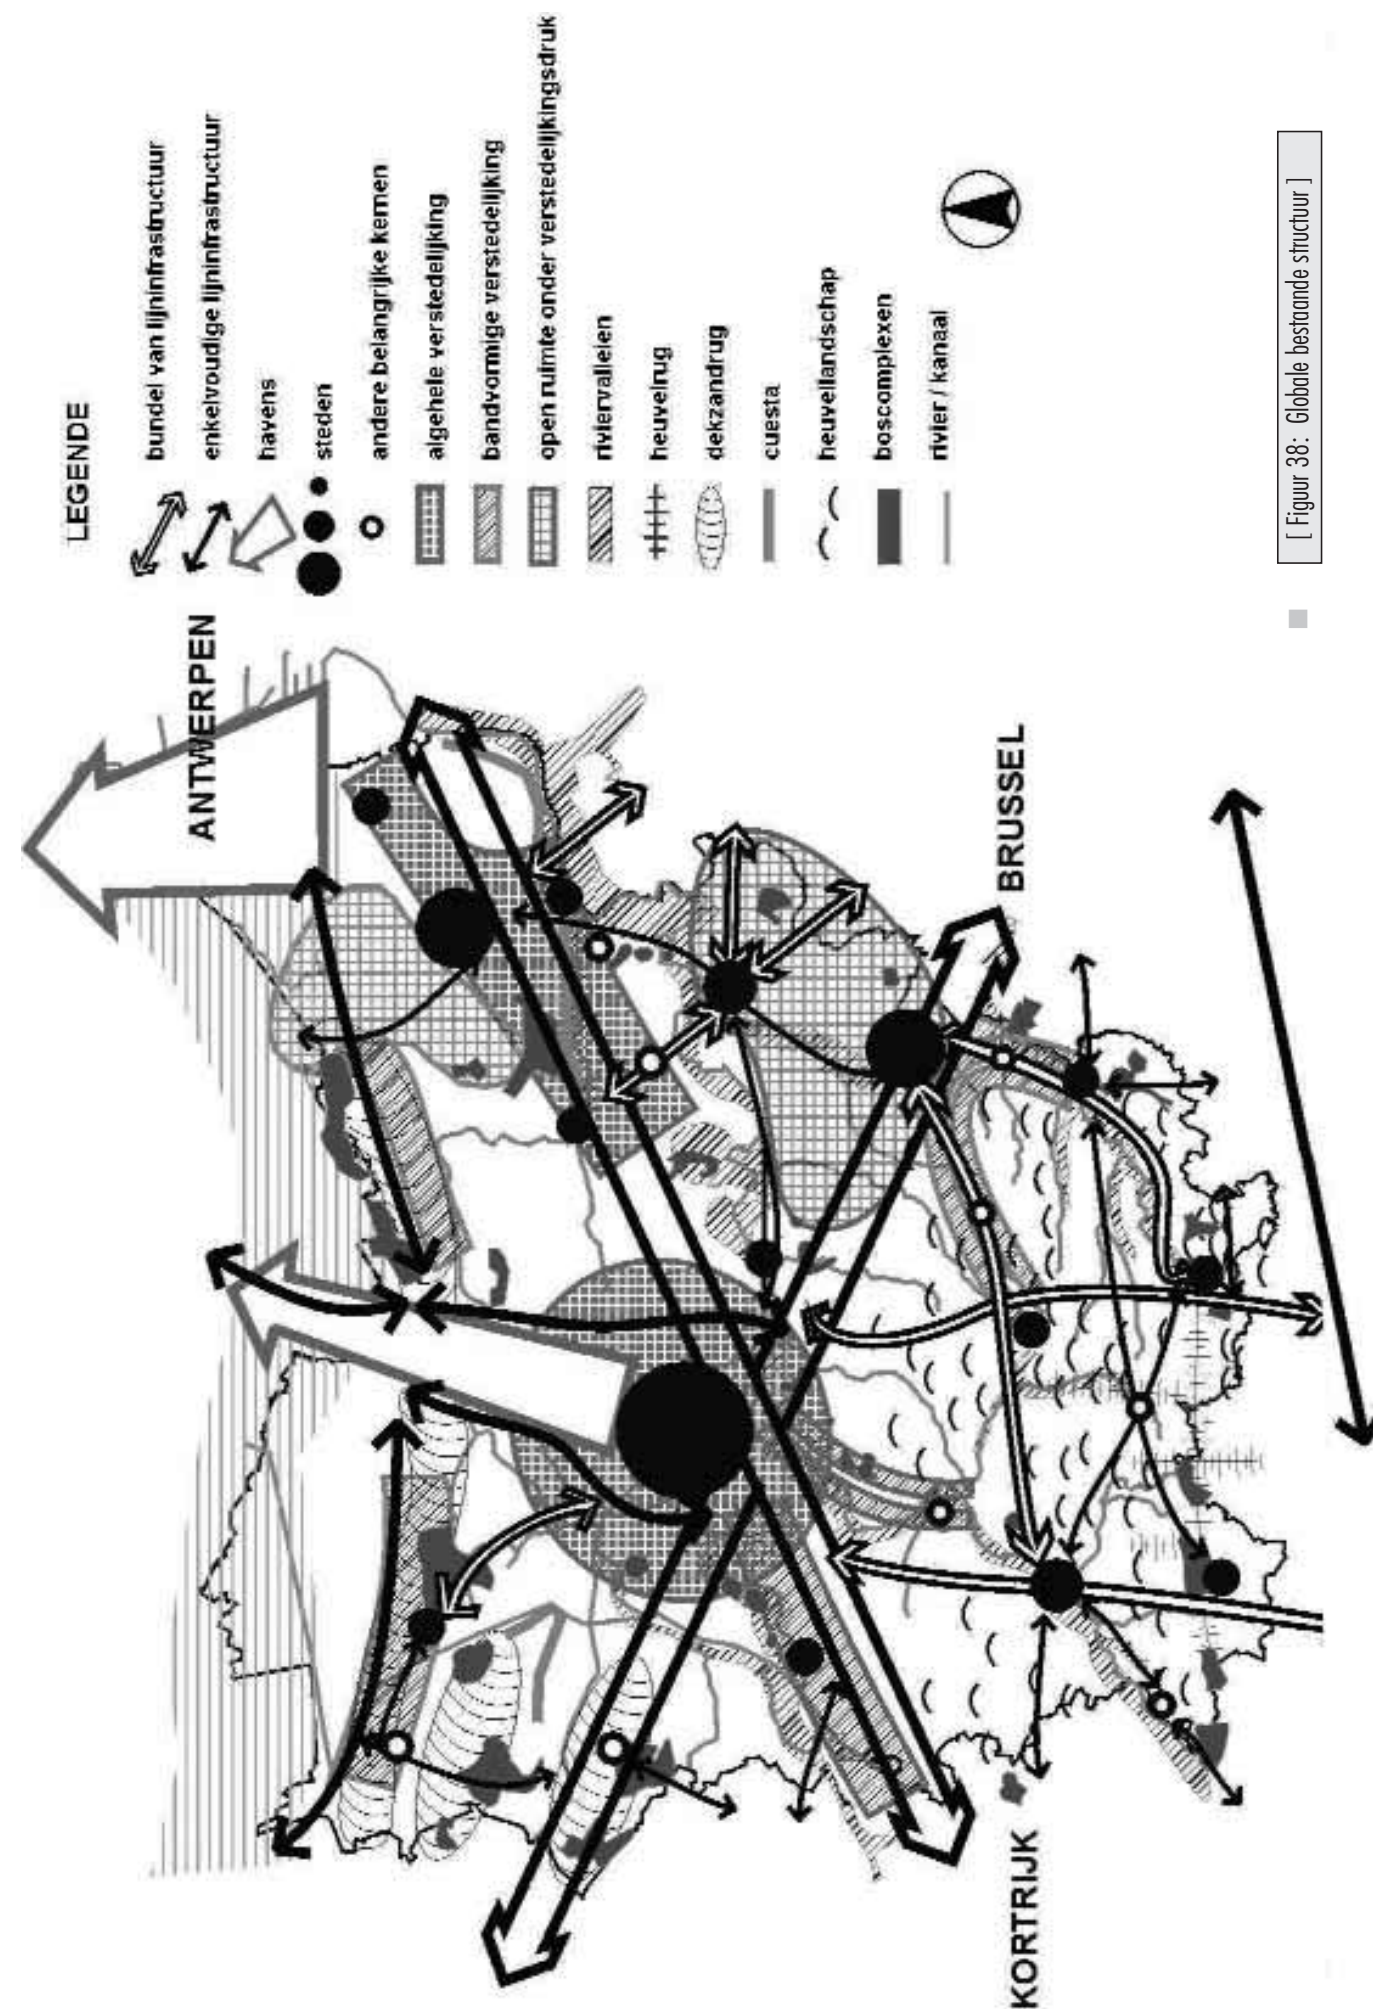 LEGENDE
bundel van lijninfrastructuur
enkelvoudige lijninfrastructuur
havens
steden
andere belangrijke kernen
algehele verstedelijking
bandvormige verstedelijking
open ruimte onder verstedelijkingsdruk
riviervalleien
heuvelrug
dekzandrug
cuesta
heuvellandschap
boscomplexen
rivier / kanaal
ANTWERPEN
BRUSSEL
KORTRIJK
[ Figuur 38: Globale bestaande structuur ]